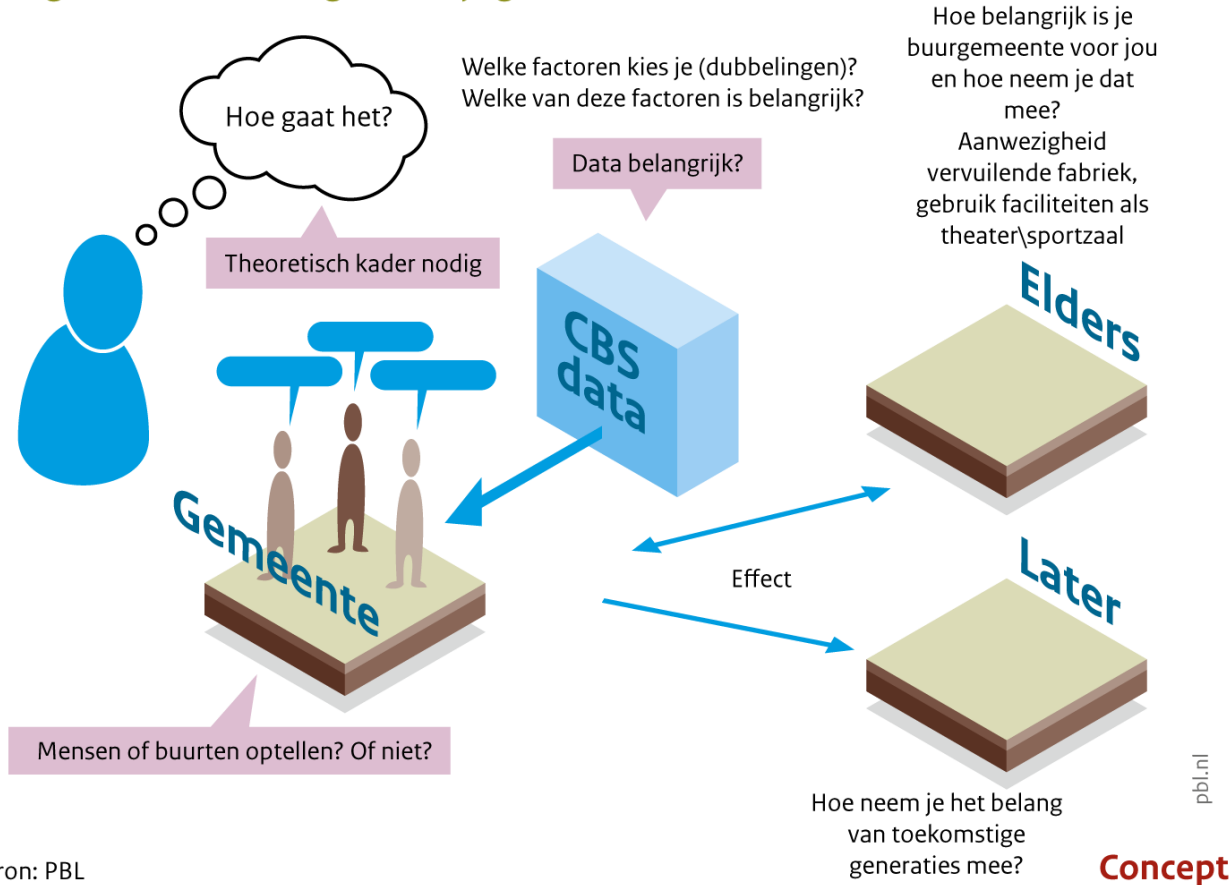 Hoe gaat het?
Theoretisch kader nodig
Welke factoren kies je (dubbelingen)?
Welke van deze factoren is belangrijk?
Data belangrijk?
CBS
data
Hoe belangrijk is je
buurgemeente voor jou
en hoe neem je dat
mee?
Aanwezigheid
vervuilende fabriek,
gebruik faciliteiten als
theater\sportzaal
Elders
Gemeente
Effect
Later
Mensen of buurten optellen? Of niet?
Hoe neem je het belang
van toekomstige
generaties mee?
pbl.nl
ron: PBL
Concept